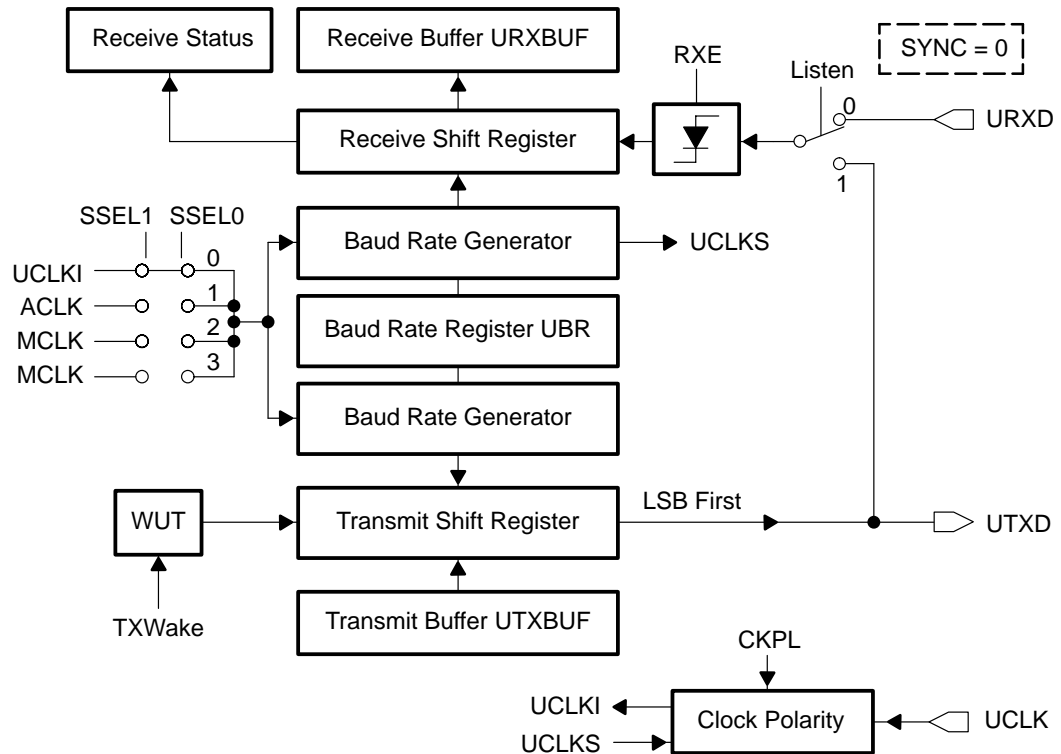 Receive Status
Receive Buffer URXBUF
SYNC = 0
RXE
Listen
0
Receive Shift Register
URXD
1
SSEL1
SSEL0
Baud Rate Generator
UCLKS
0
UCLKI
1
ACLK
2
MCLK
Baud Rate Register UBR
3
MCLK
Baud Rate Generator
WUT
Transmit Shift Register
LSB First
UTXD
Transmit Buffer UTXBUF
TXWake
CKPL
UCLKI
Clock Polarity
UCLK
UCLKS